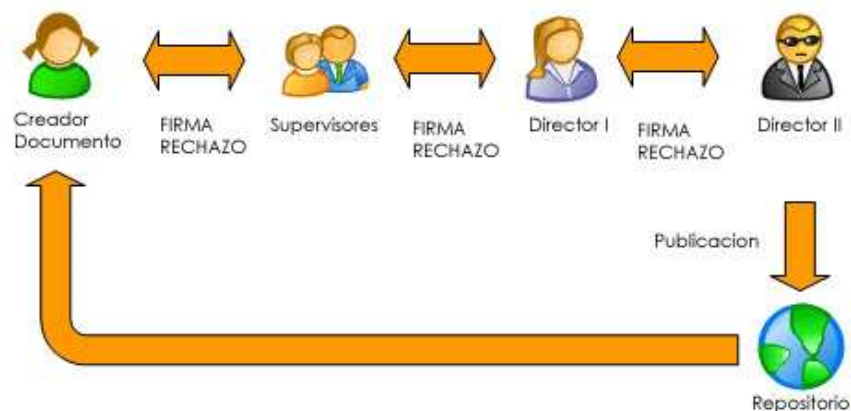 Creador
Documento
FIRMA
RECHAZO
Supervisores
FIRMA
RECHAZO
Director I
FIRMA
RECHAZO
Director II
Publicacion
Repositorio